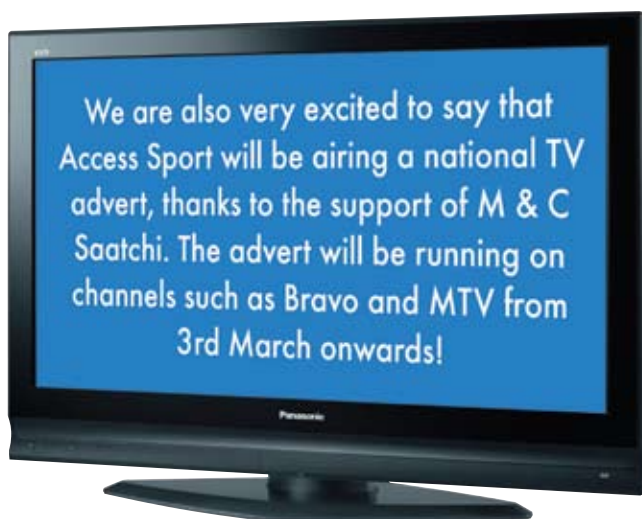 We are also very excited to say that
Access Sport will be airing a national TV
advert, thanks to the support of M & C
Saatchi. The advert will be running on
channels such as Bravo and MTV from
3rd March onwards!
Panasonic